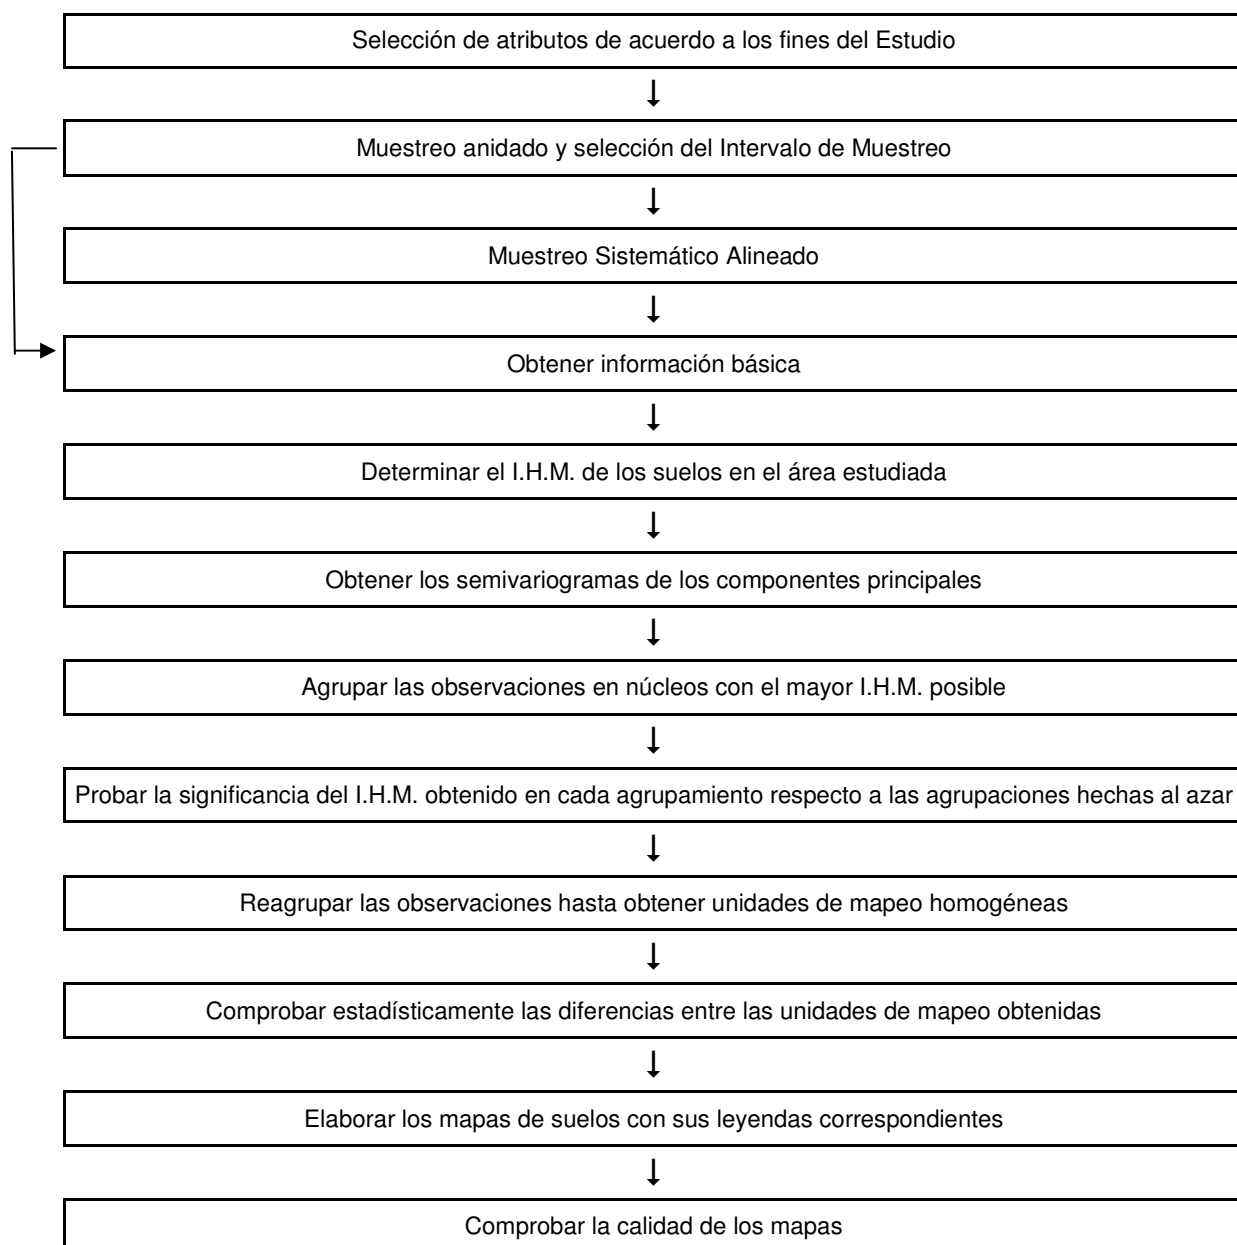 Selección de atributos de acuerdo a los fines del Estudio
Muestreo anidado y selección del Intervalo de Muestreo
Muestreo Sistemático Alineado
Obtener información básica
Determinar el I.H.M. de los suelos en el área estudiada
Obtener los semivariogramas de los componentes principales
Agrupar las observaciones en núcleos con el mayor I.H.M. posible
Probar la significancia del I.H.M. obtenido en cada agrupamiento respecto a las agrupaciones hechas al azar
Reagrupar las observaciones hasta obtener unidades de mapeo homogéneas
Comprobar estadísticamente las diferencias entre las unidades de mapeo obtenidas
Elaborar los mapas de suelos con sus leyendas correspondientes
Comprobar la calidad de los mapas